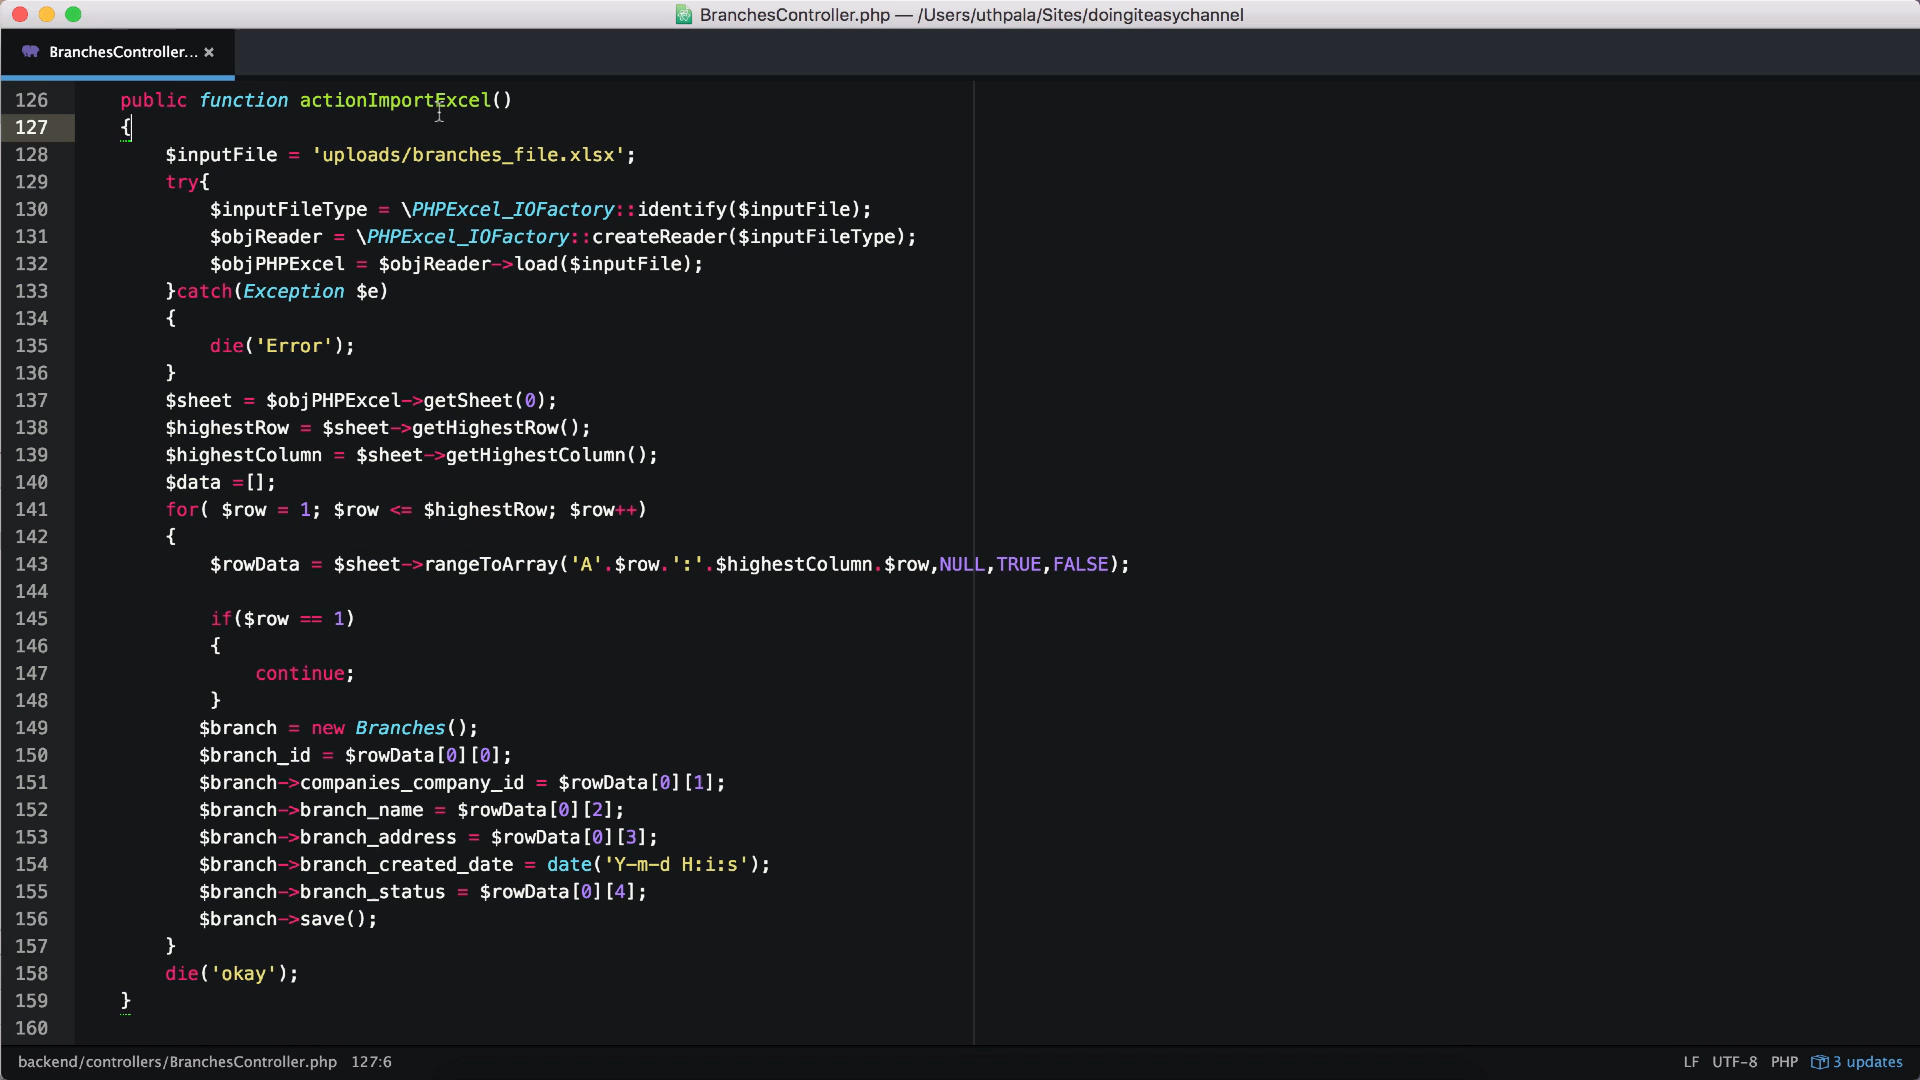 BranchesController.php — /Users/uthpala/Sites/doingiteasychannel
BranchesController... ×
126 public function actionImportExcel()
127 {
128 $inputFile = 'uploads/branches_file.xlsx';
129 try{
130 $inputFileType = \PHPExcel_IOFactory::identify($inputFile);
131 $objReader = \PHPExcel_IOFactory::createReader($inputFileType);
132 $objPHPExcel = $objReader->load($inputFile);
133 }catch(Exception $e)
134 {
135 die('Error');
136 }
137 $sheet = $objPHPExcel->getSheet(0);
138 $highestRow = $sheet->getHighestRow();
139 $highestColumn = $sheet->getHighestColumn();
140 $data =[];
141 for( $row = 1; $row <= $highestRow; $row++)
142 {
143 $rowData = $sheet->rangeToArray('A'.$row.':'.$highestColumn.$row,NULL,TRUE,FALSE);
144
145 if($row == 1)
146 {
147 continue;
148 }
149 $branch = new Branches();
150 $branch_id = $rowData[0][0];
151 $branch->companies_company_id = $rowData[0][1];
152 $branch->branch_name = $rowData[0][2];
153 $branch->branch_address = $rowData[0][3];
154 $branch->branch_created_date = date('Y-m-d H:i:s');
155 $branch->branch_status = $rowData[0][4];
156 $branch->save();
157 }
158 die('okay');
159 }
160
backend/controllers/BranchesController.php 127:6 LF UTF-8 PHP 3 updates